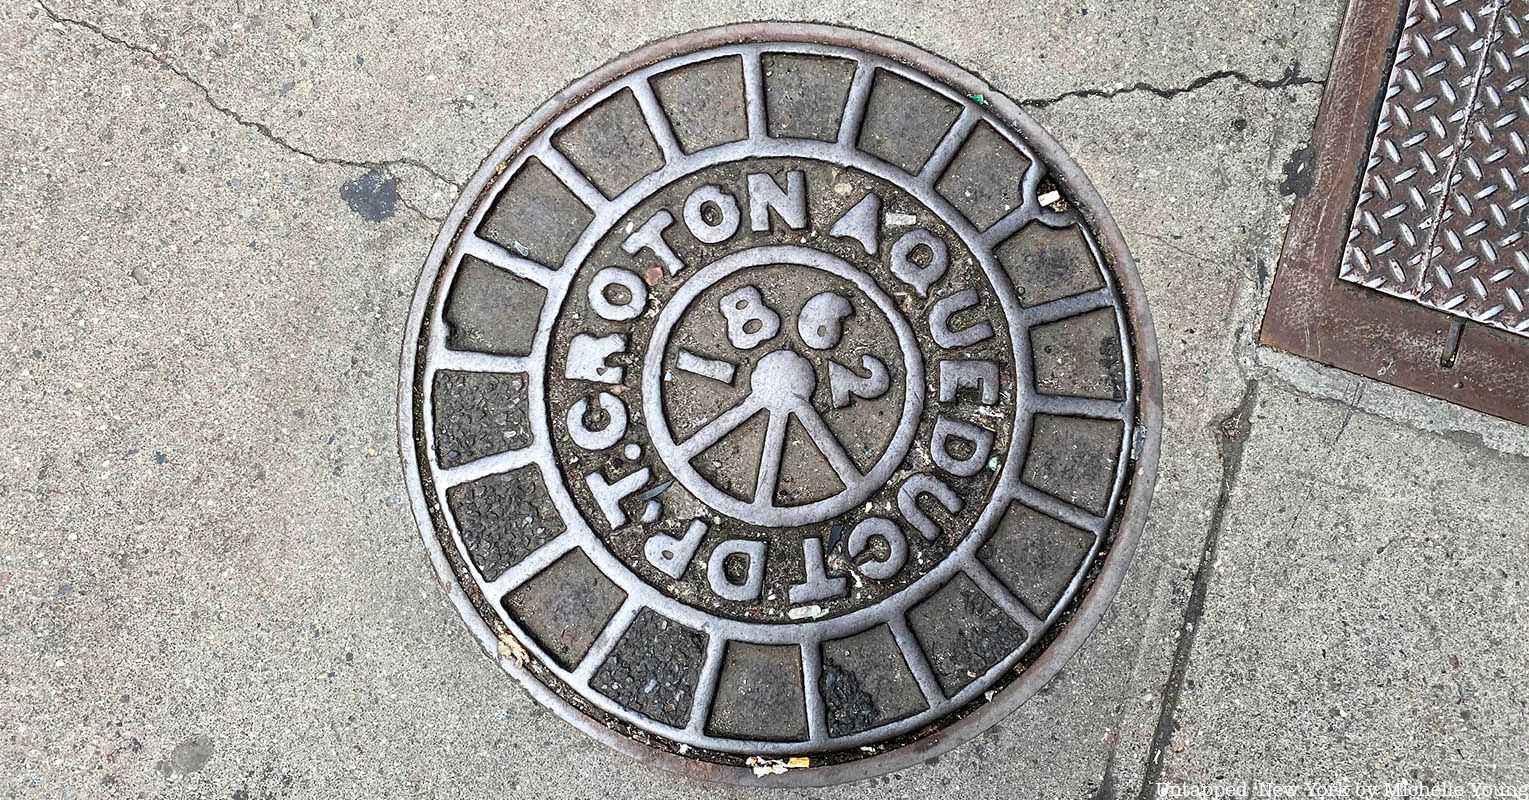 CROTON AQUEDUCT DP'T.
1862
Untapped New York by Michelle Young